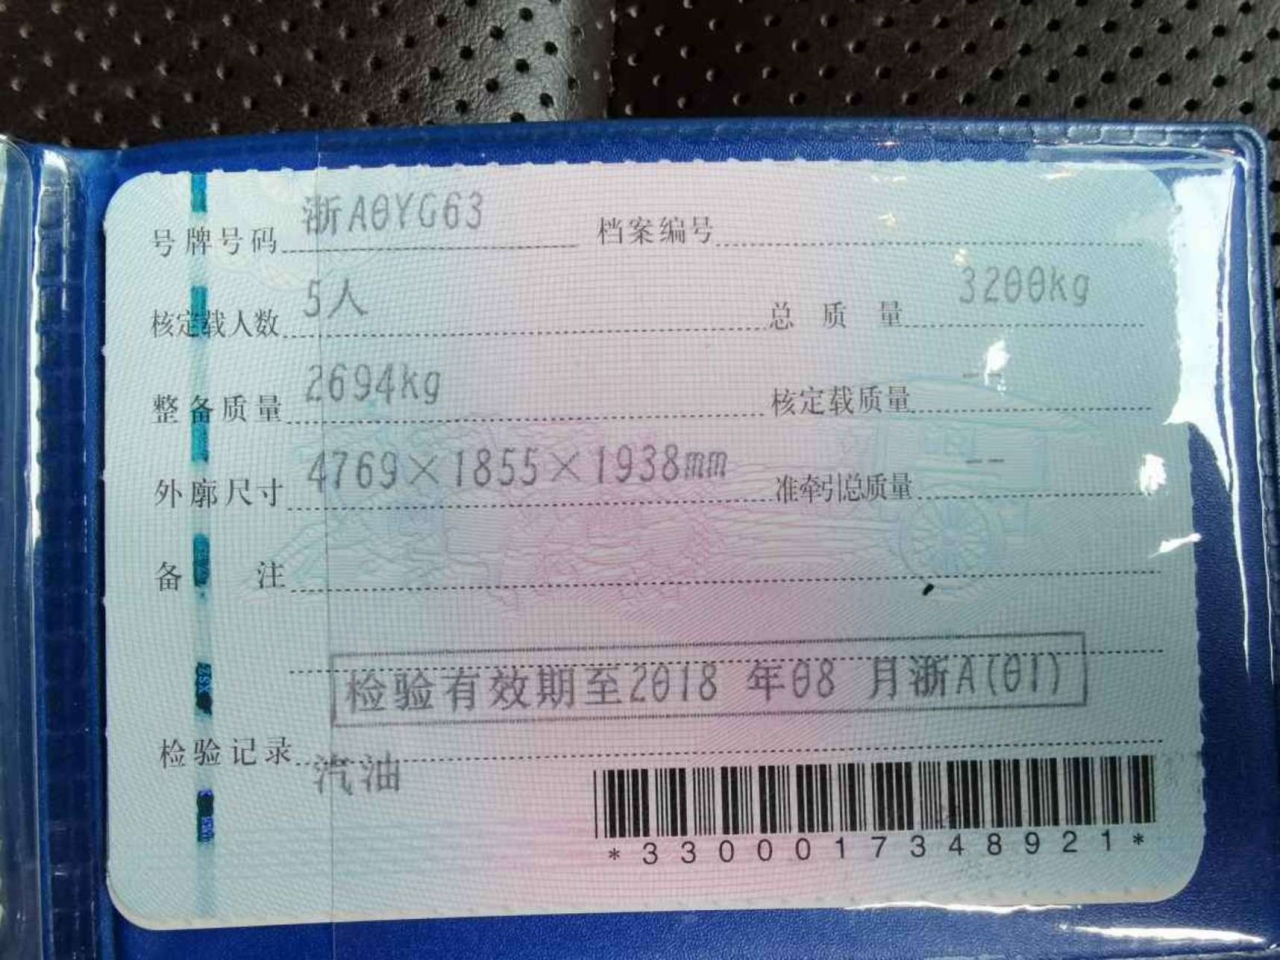 号牌号码 浙A0YG63 档案编号
核定载人数 5人 总质量 3200kg
整备质量 2694kg 核定载质量 --
外廓尺寸 4769×1855×1938mm 准牵引总质量 --
备注
检验有效期至2018 年08 月浙A(01)
检验记录
汽油
*3300017348921*